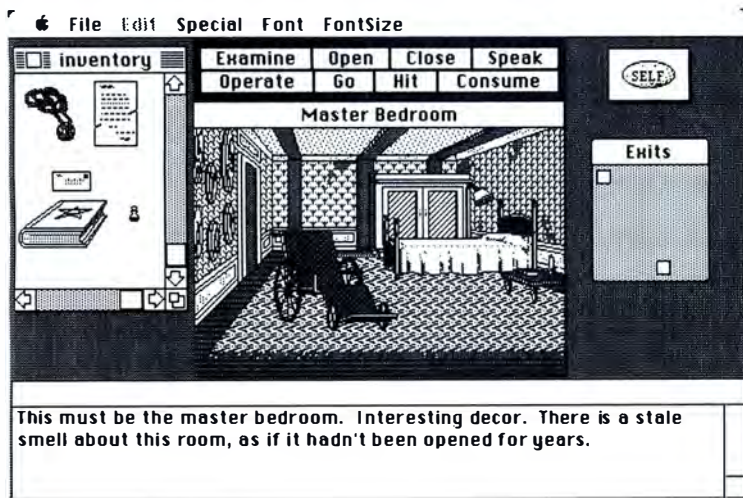 File Edit Special Font FontSize
inventory
Examine Open Close Speak
Operate Go Hit Consume
SELF
Master Bedroom
Exits
This must be the master bedroom. Interesting decor. There is a stale
smell about this room, as if it hadn't been opened for years.